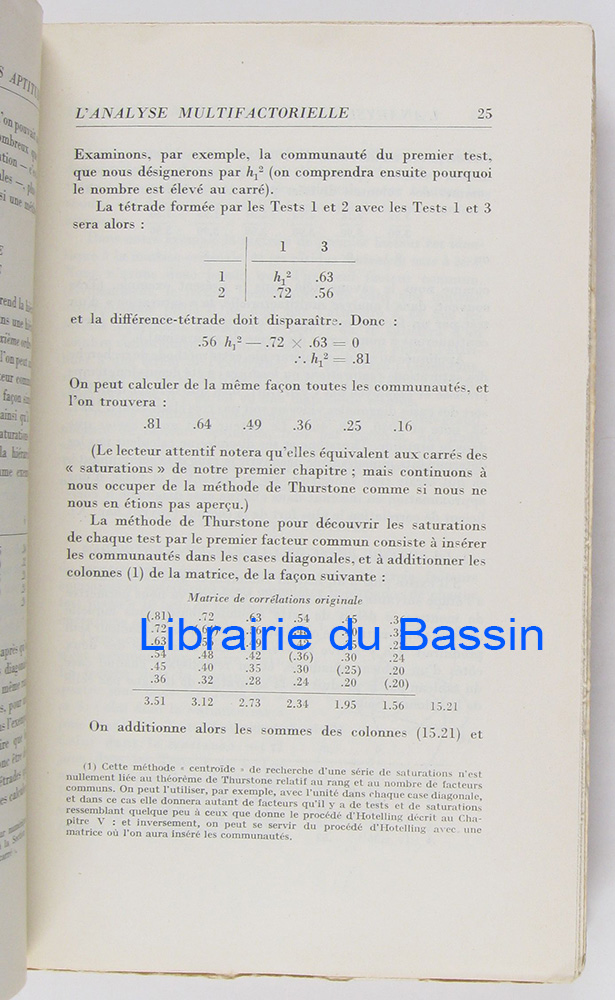 L'ANALYSE MULTIFACTORIELLE 25
Examinons, par exemple, la communauté du premier test,
que nous désignerons par h₁² (on comprendra ensuite pourquoi
le nombre est élevé au carré).
La tétrade formée par les Tests 1 et 2 avec les Tests 1 et 3
sera alors :
1 3
1 h₁² .63
2 .72 .56
et la différence-tétrade doit disparaître. Donc :
.56 h₁² — .72 × .63 = 0
∴ h₁² = .81
On peut calculer de la même façon toutes les communautés, et
l'on trouvera :
.81 .64 .49 .36 .25 .16
(Le lecteur attentif notera qu'elles équivalent aux carrés des
« saturations » de notre premier chapitre ; mais continuons à
nous occuper de la méthode de Thurstone comme si nous ne
nous en étions pas aperçu.)
La méthode de Thurstone pour découvrir les saturations
de chaque test par le premier facteur commun consiste à insérer
les communautés dans les cases diagonales, et à additionner les
colonnes (1) de la matrice, de la façon suivante :
Matrice de corrélations originale
(.81) .72 .63 .54 .45
.72
.63
Librairie du Bassin
.54 .48 .42 (.36) .30 .24
.45 .40 .35 .30 (.25) .20
.36 .32 .28 .24 .20 (.20)
3.51 3.12 2.73 2.34 1.95 1.56 15.21
On additionne alors les sommes des colonnes (15.21) et
(1) Cette méthode « centroïde » de recherche d'une série de saturations n'est
nullement liée au théorème de Thurstone relatif au rang et au nombre de facteurs
communs. On peut l'utiliser, par exemple, avec l'unité dans chaque case diagonale,
et dans ce cas elle donnera autant de facteurs qu'il y a de tests et de saturations
ressemblant quelque peu à ceux que donne le procédé d'Hotelling décrit au Cha-
pitre V : et inversement, on peut se servir du procédé d'Hotelling avec une
matrice où l'on aura inséré les communautés.